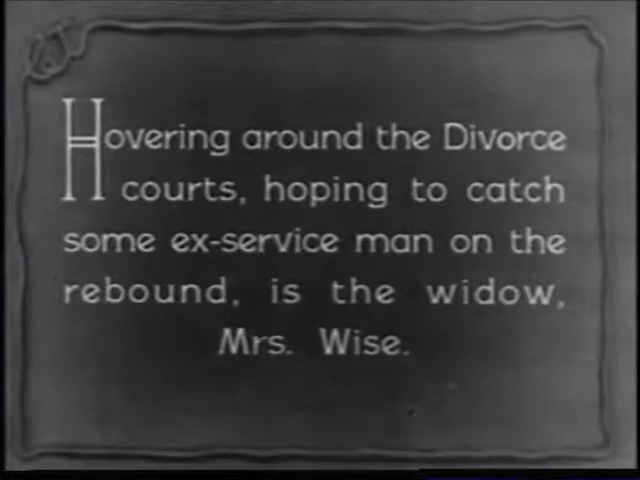 Hovering around the Divorce
courts, hoping to catch
some ex-service man on the
rebound, is the widow,
Mrs. Wise.